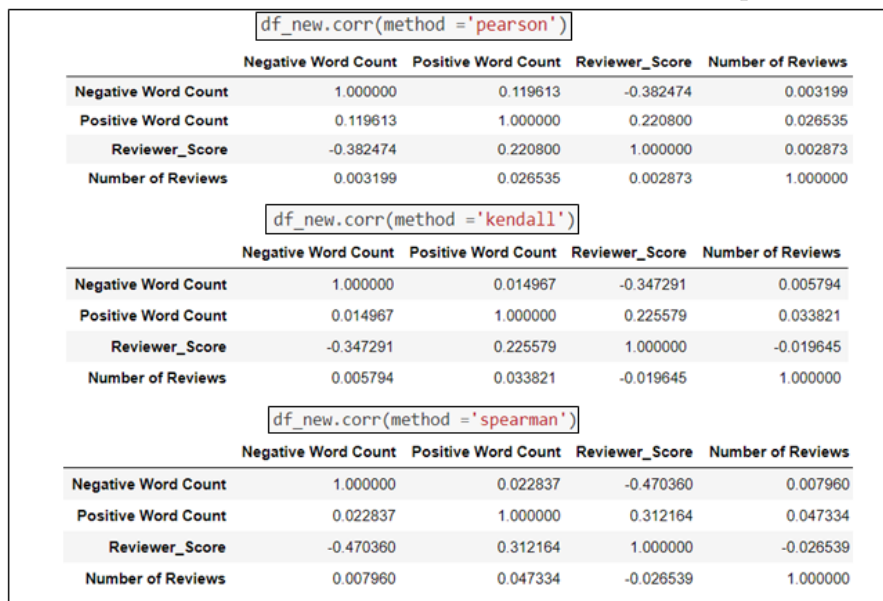 df_new.corr(method ='pearson')
Negative Word Count Positive Word Count Reviewer_Score Number of Reviews
Negative Word Count 1.000000 0.119613 -0.382474 0.003199
Positive Word Count 0.119613 1.000000 0.220800 0.026535
Reviewer_Score -0.382474 0.220800 1.000000 0.002873
Number of Reviews 0.003199 0.026535 0.002873 1.000000
df_new.corr(method ='kendall')
Negative Word Count Positive Word Count Reviewer_Score Number of Reviews
Negative Word Count 1.000000 0.014967 -0.347291 0.005794
Positive Word Count 0.014967 1.000000 0.225579 0.033821
Reviewer_Score -0.347291 0.225579 1.000000 -0.019645
Number of Reviews 0.005794 0.033821 -0.019645 1.000000
df_new.corr(method ='spearman')
Negative Word Count Positive Word Count Reviewer_Score Number of Reviews
Negative Word Count 1.000000 0.022837 -0.470360 0.007960
Positive Word Count 0.022837 1.000000 0.312164 0.047334
Reviewer_Score -0.470360 0.312164 1.000000 -0.026539
Number of Reviews 0.007960 0.047334 -0.026539 1.000000